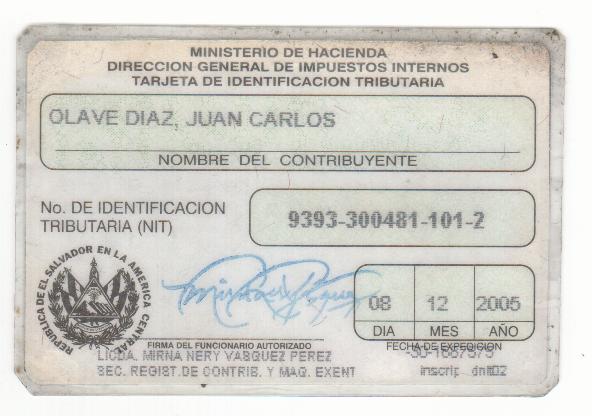 MINISTERIO DE HACIENDA
DIRECCION GENERAL DE IMPUESTOS INTERNOS
TARJETA DE IDENTIFICACION TRIBUTARIA
OLAVE DIAZ, JUAN CARLOS
NOMBRE DEL CONTRIBUYENTE
No. DE IDENTIFICACION
TRIBUTARIA (NIT)
9393-300481-101-2
REPUBLICA DE EL SALVADOR EN LA AMERICA CENTRAL
08 12 2005
DIA MES AÑO
FIRMA DEL FUNCIONARIO AUTORIZADO
FECHA DE EXPEDICION
LICDA. MIRNA NERY VASQUEZ PEREZ
SEC. REGIST. DE CONTRIB. Y MAQ. EXENT
inscrip dnit02